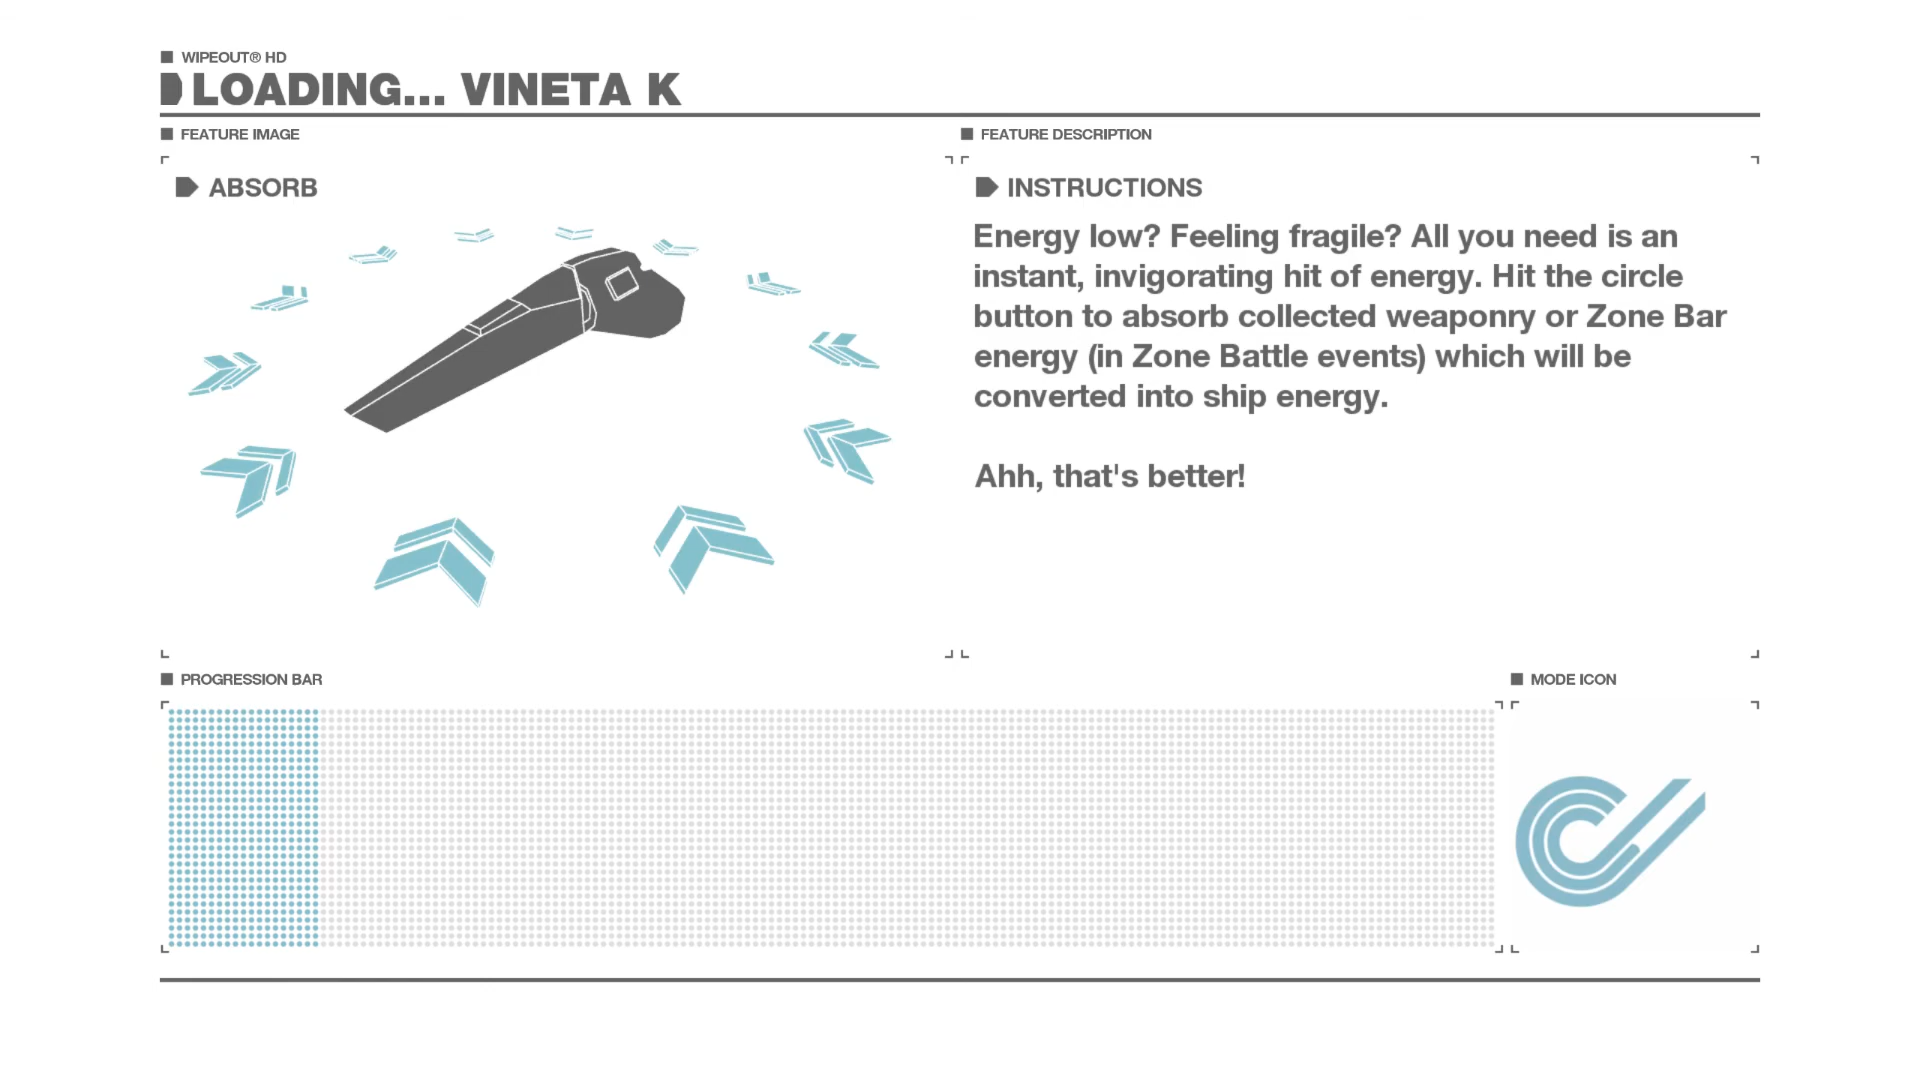 WIPEOUT® HD
LOADING... VINETA K
FEATURE IMAGE
ABSORB
FEATURE DESCRIPTION
INSTRUCTIONS
Energy low? Feeling fragile? All you need is an
instant, invigorating hit of energy. Hit the circle
button to absorb collected weaponry or Zone Bar
energy (in Zone Battle events) which will be
converted into ship energy.
Ahh, that's better!
PROGRESSION BAR
MODE ICON